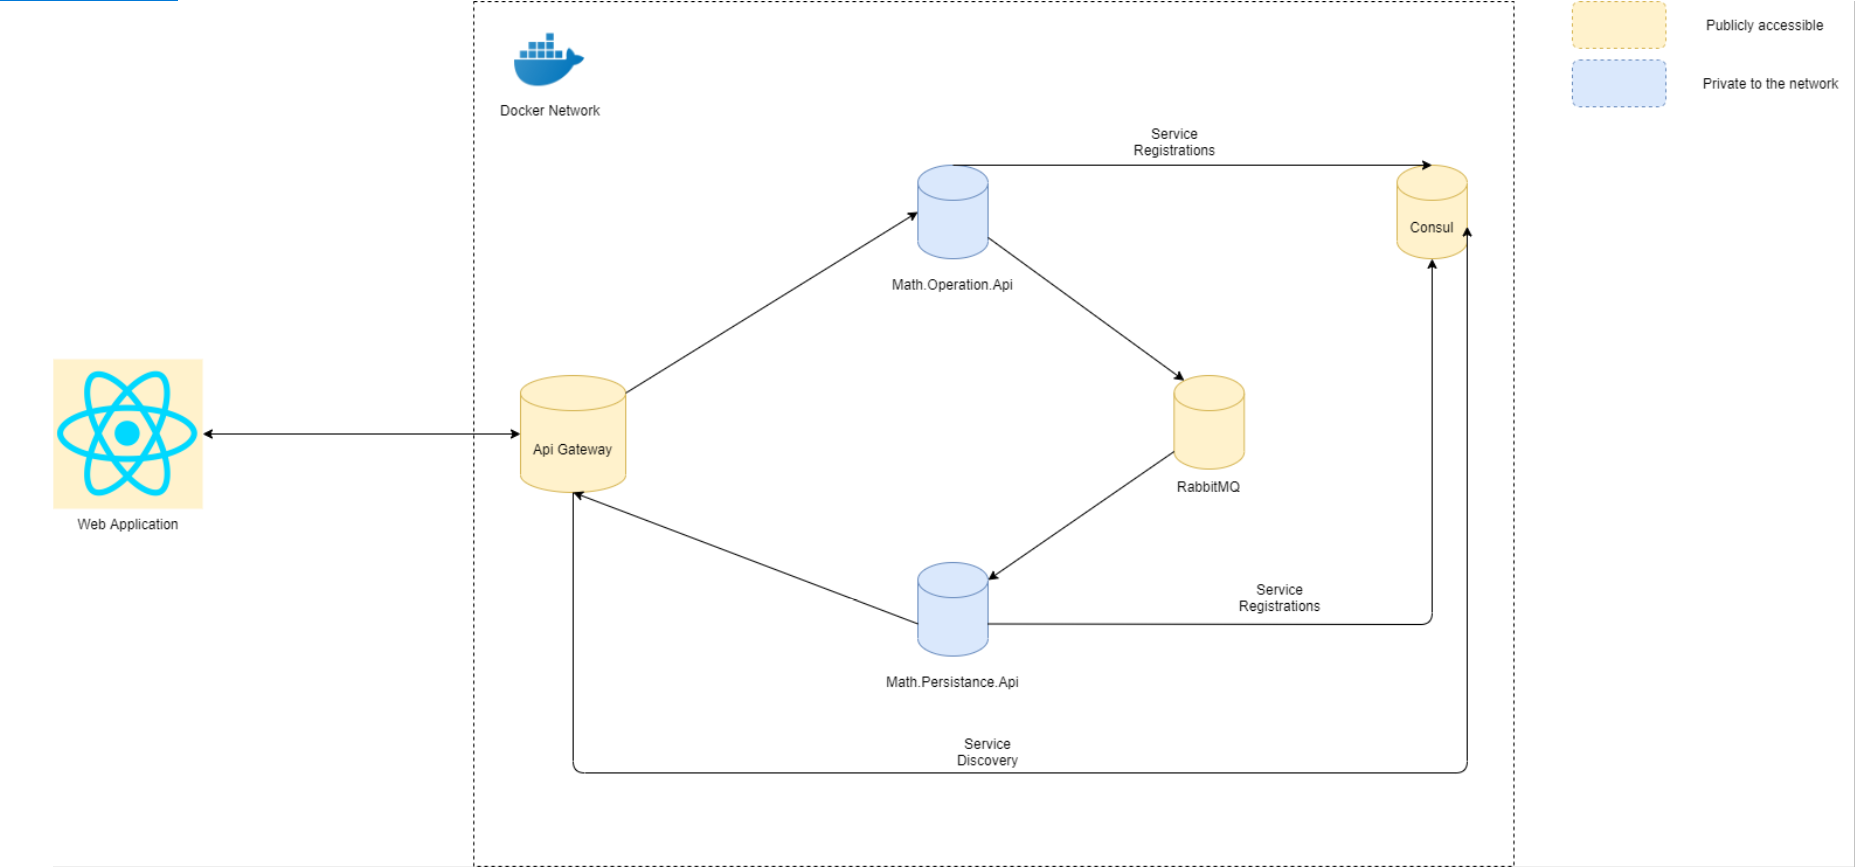 Publicly accessible
Private to the network
Docker Network
Service
Registrations
Consul
Math.Operation.Api
Api Gateway
RabbitMQ
Web Application
Service
Registrations
Math.Persistance.Api
Service
Discovery